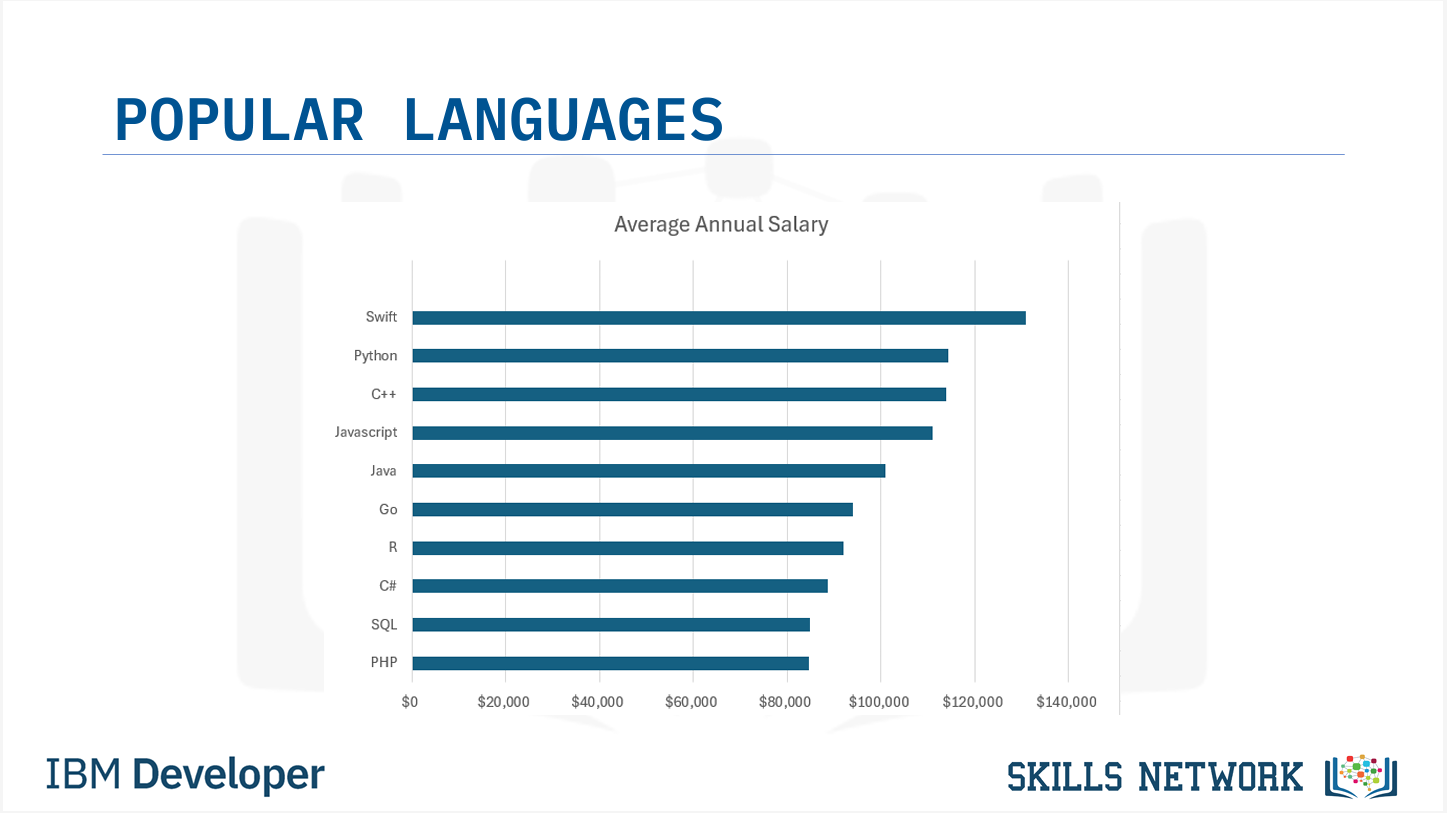 POPULAR LANGUAGES
Average Annual Salary
Swift
Python
C++
Javascript
Java
Go
R
C#
SQL
PHP
$0 $20,000 $40,000 $60,000 $80,000 $100,000 $120,000 $140,000
IBM Developer
SKILLS NETWORK